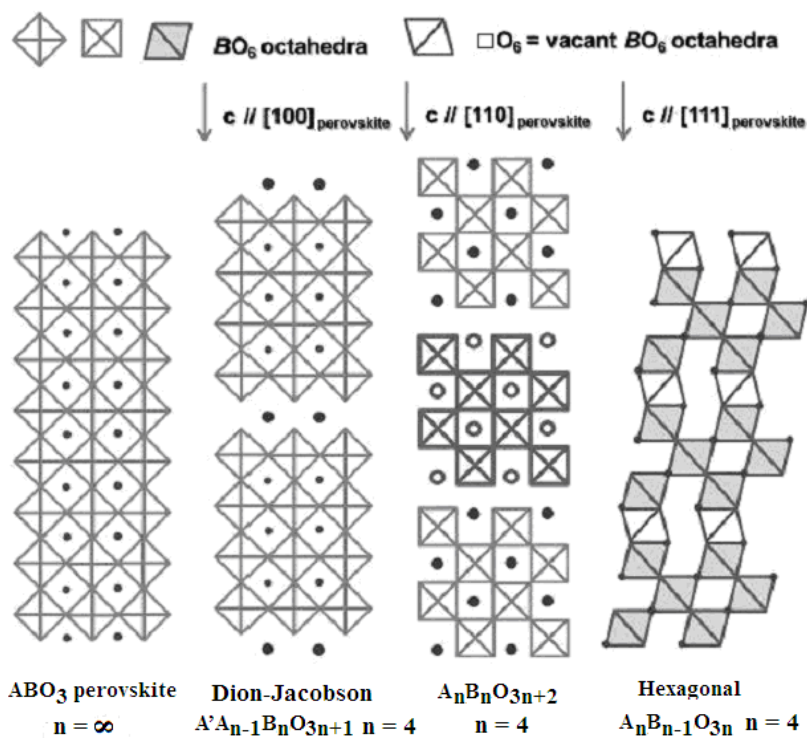 BO₆ octahedra
□O₆ = vacant BO₆ octahedra
c // [100]perovskite
c // [110]perovskite
c // [111]perovskite
ABO₃ perovskite
n = ∞
Dion-Jacobson
A'Aₙ₋₁BₙO₃ₙ₊₁ n = 4
AₙBₙO₃ₙ₊₂
n = 4
Hexagonal
AₙBₙ₋₁O₃ₙ n = 4